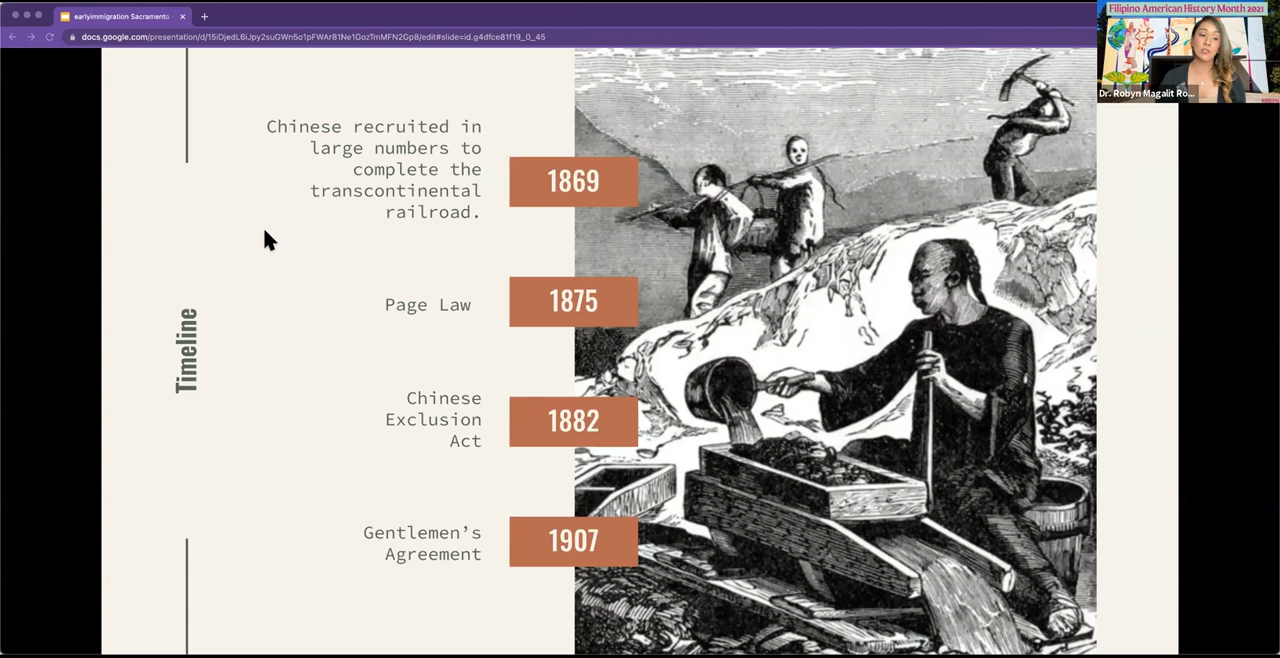 earlyimmigration Sacramento
docs.google.com/presentation/d/15iDjedL6iJpy2suGWn5o1pFWAr81Ne1GozTmMFN2Gp8/edit#slide=id.g4dfce81f19_0_45
Filipino American History Month 2021
Dr. Robyn Magalit Ro...
Timeline
Chinese recruited in
large numbers to
complete the
transcontinental
railroad.
1869
Page Law
1875
Chinese
Exclusion
Act
1882
Gentlemen’s
Agreement
1907